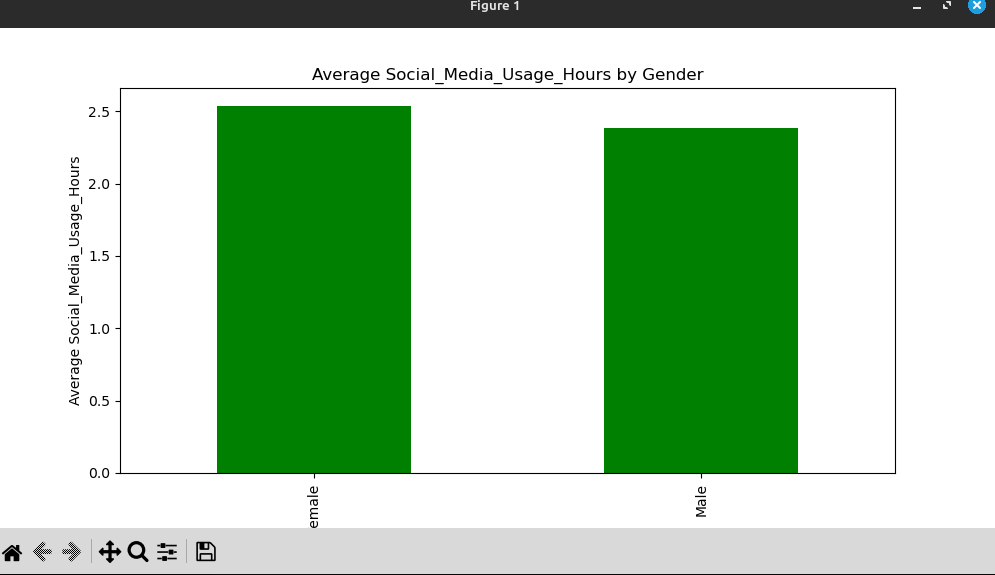 Figure 1
Average Social_Media_Usage_Hours by Gender
Average Social_Media_Usage_Hours
2.5
2.0
1.5
1.0
0.5
0.0
emale
Male